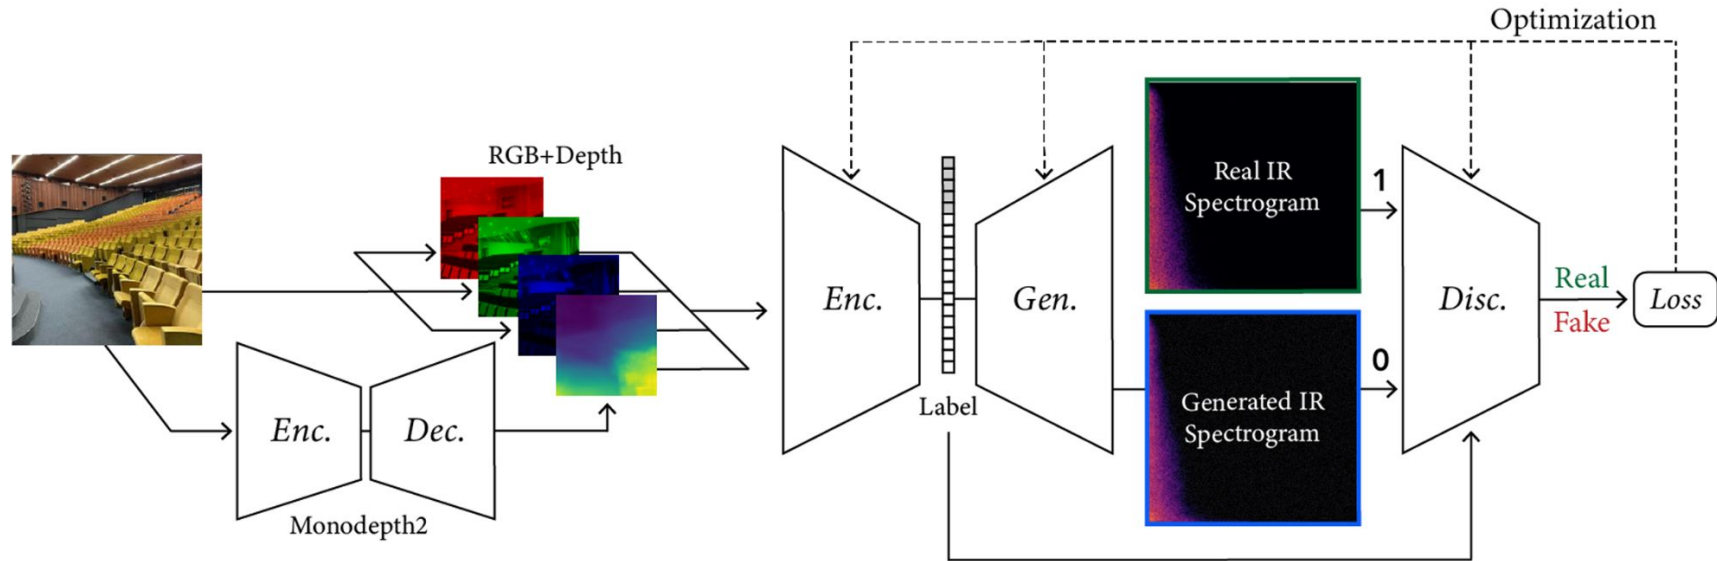 Optimization
RGB+Depth
Real IR
Spectrogram
1
Enc.
Gen.
Disc.
Real
Fake
Loss
0
Label
Generated IR
Spectrogram
Enc.
Dec.
Monodepth2